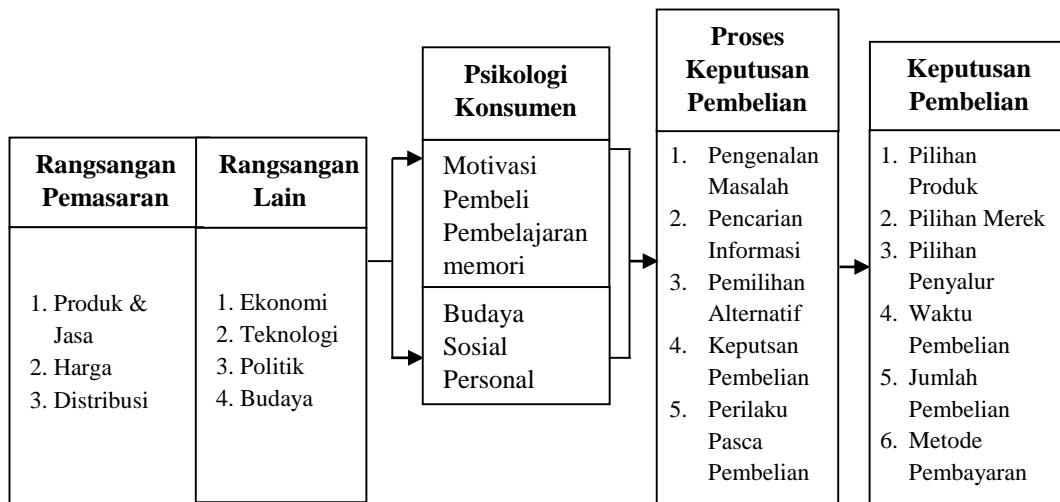 Rangsangan
Pemasaran
1. Produk &
Jasa
2. Harga
3. Distribusi
Rangsangan
Lain
1. Ekonomi
2. Teknologi
3. Politik
4. Budaya
Psikologi
Konsumen
Motivasi
Pembeli
Pembelajaran
memori
Budaya
Sosial
Personal
Proses
Keputusan
Pembelian
1. Pengenalan
Masalah
2. Pencarian
Informasi
3. Pemilihan
Alternatif
4. Keputsan
Pembelian
5. Perilaku
Pasca
Pembelian
Keputusan
Pembelian
1. Pilihan
Produk
2. Pilihan Merek
3. Pilihan
Penyalur
4. Waktu
Pembelian
5. Jumlah
Pembelian
6. Metode
Pembayaran